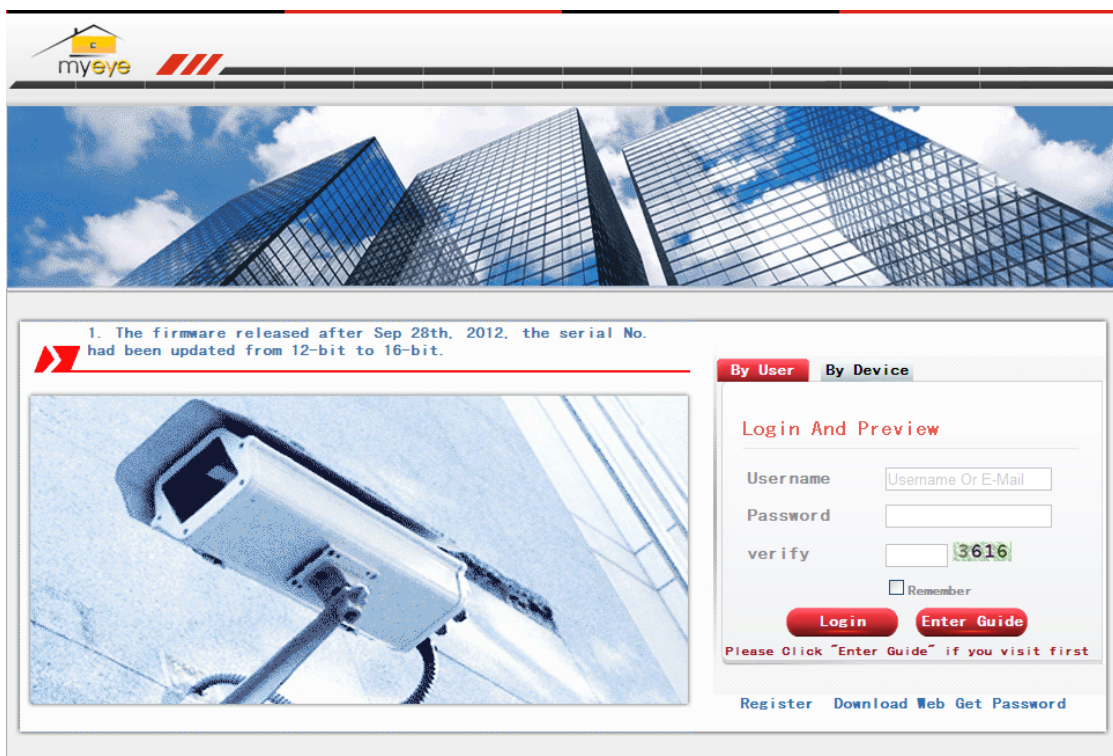 myeye
1. The firmware released after Sep 28th, 2012, the serial No.
had been updated from 12-bit to 16-bit.
By User By Device
Login And Preview
Username Username Or E-Mail
Password
verify 3616
Remember
Login Enter Guide
Please Click "Enter Guide" if you visit first
Register Download Web Get Password